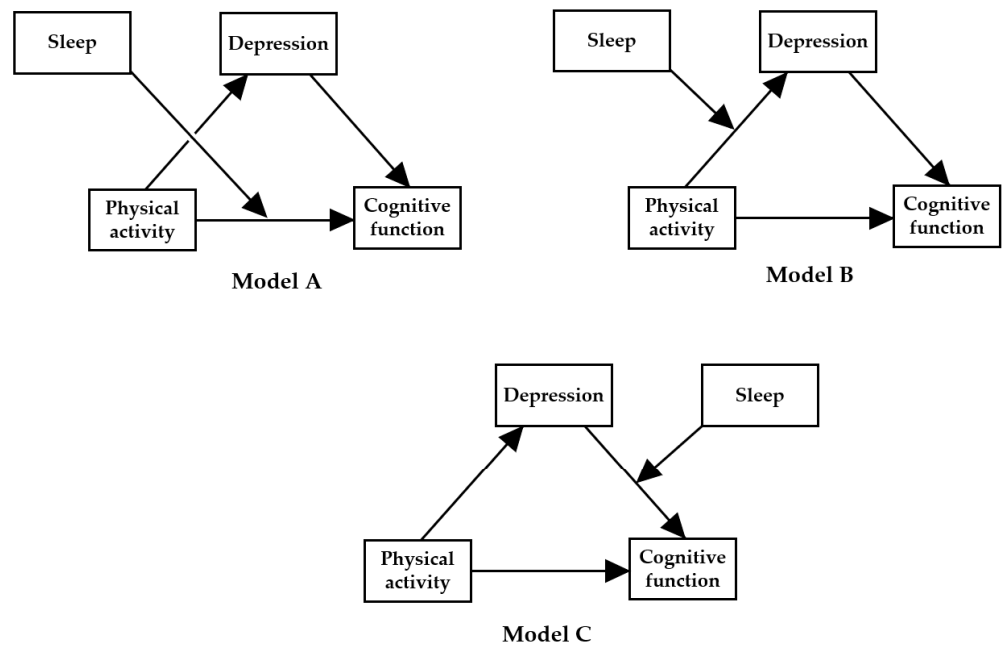 Sleep
Depression
Physical
activity
Cognitive
function
Model A
Sleep
Depression
Physical
activity
Cognitive
function
Model B
Depression
Sleep
Physical
activity
Cognitive
function
Model C